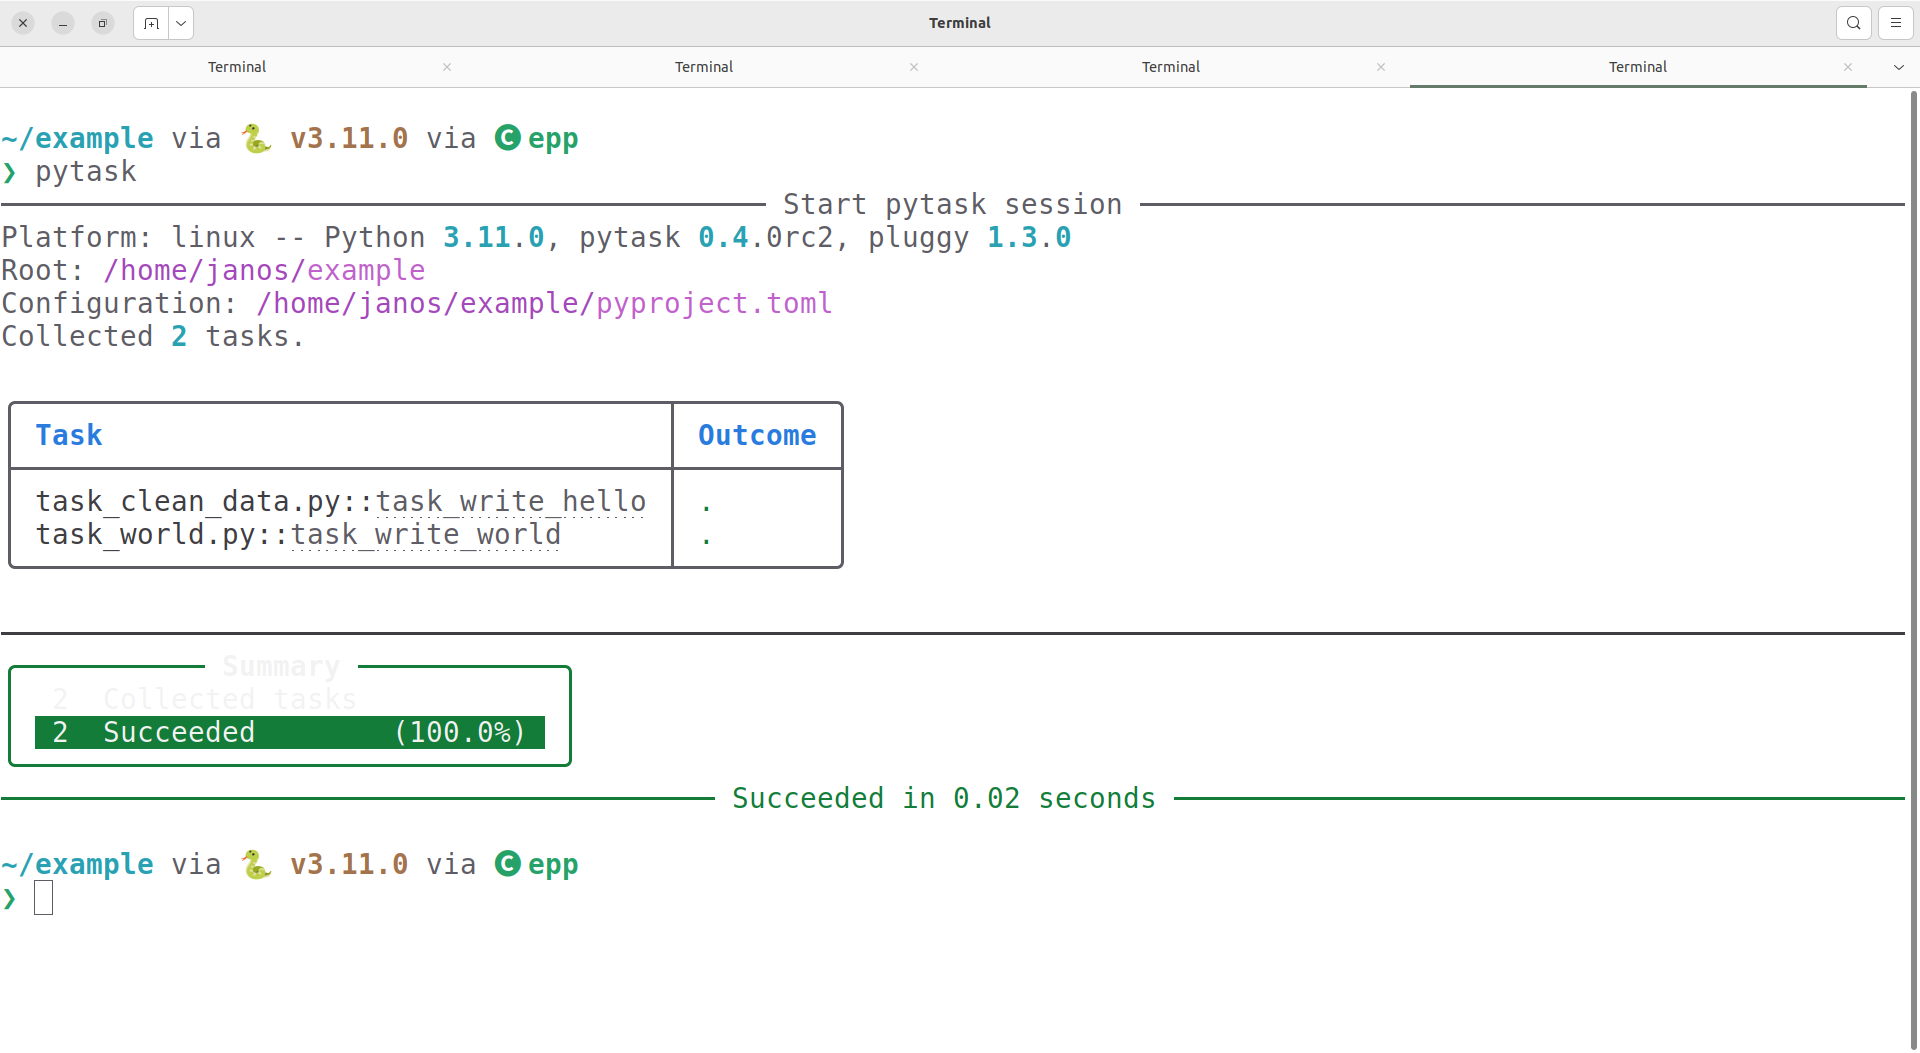 Terminal
Terminal Terminal Terminal Terminal
~/example via 🐍 v3.11.0 via 🅒 epp
❯ pytask
Start pytask session
Platform: linux -- Python 3.11.0, pytask 0.4.0rc2, pluggy 1.3.0
Root: /home/janos/example
Configuration: /home/janos/example/pyproject.toml
Collected 2 tasks.
Task Outcome
task_clean_data.py::task_write_hello .
task_world.py::task_write_world .
Summary
2 Collected tasks
2 Succeeded (100.0%)
Succeeded in 0.02 seconds
~/example via 🐍 v3.11.0 via 🅒 epp
❯